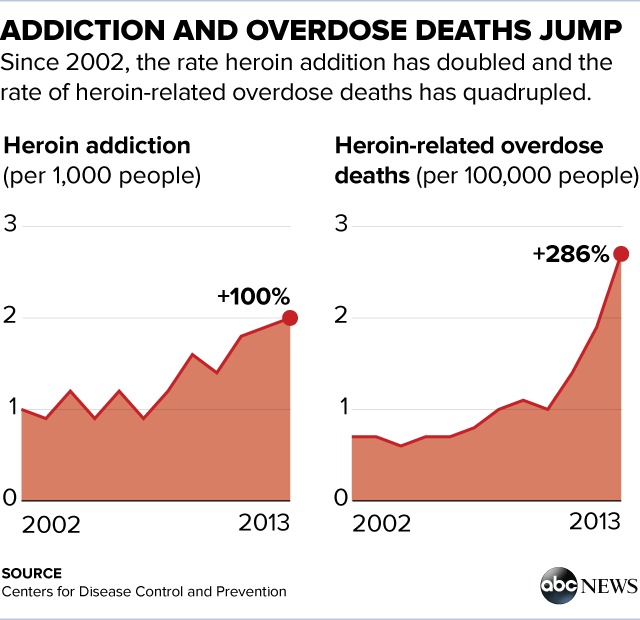 ADDICTION AND OVERDOSE DEATHS JUMP
Since 2002, the rate heroin addition has doubled and the
rate of heroin-related overdose deaths has quadrupled.
Heroin addiction
(per 1,000 people)
3
+100%
2
1
0
2002
2013
Heroin-related overdose
deaths (per 100,000 people)
3
+286%
2
1
0
2002
2013
SOURCE
Centers for Disease Control and Prevention
abc NEWS